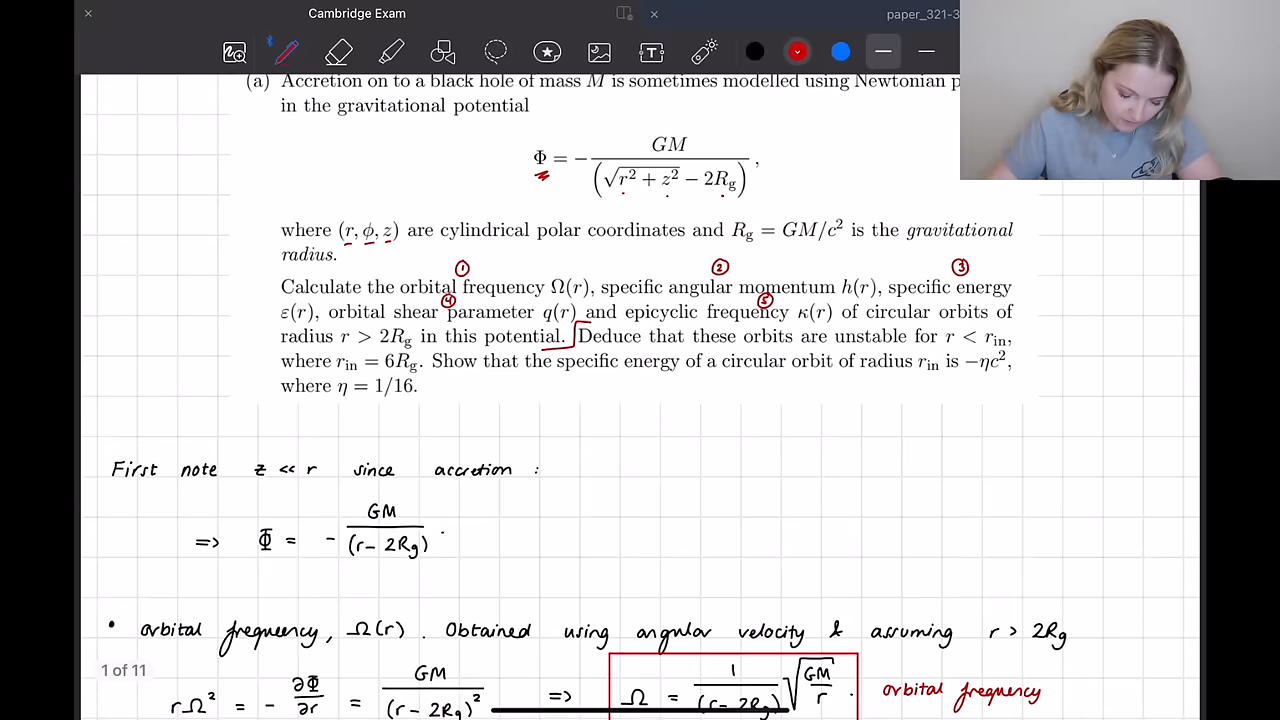 Cambridge Exam
paper_321-3
(a) Accretion on to a black hole of mass M is sometimes modelled using Newtonian p
in the gravitational potential
Φ = − GM / (√(r² + z²) − 2R_g) ,
where (r, ϕ, z) are cylindrical polar coordinates and R_g = GM/c² is the gravitational
radius.
① ② ③
Calculate the orbital frequency Ω(r), specific angular momentum h(r), specific energy
④ ⑤
ε(r), orbital shear parameter q(r) and epicyclic frequency κ(r) of circular orbits of
radius r > 2R_g in this potential. Deduce that these orbits are unstable for r < r_in,
where r_in = 6R_g. Show that the specific energy of a circular orbit of radius r_in is −ηc²,
where η = 1/16.
First note z << r since accretion :
=> Φ = − GM / (r − 2Rg) .
• orbital frequency, Ω(r) . Obtained using angular velocity & assuming r > 2Rg
1 of 11
rΩ² = − ∂Φ/∂r = GM / (r − 2Rg)² => Ω = 1/(r − 2Rg) √(GM/r) . orbital frequency